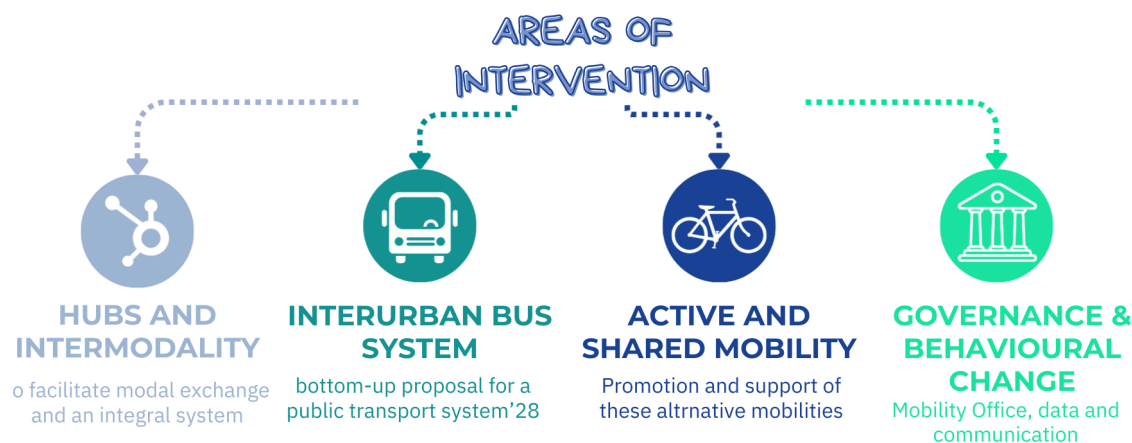 AREAS OF
INTERVENTION
HUBS AND
INTERMODALITY
o facilitate modal exchange
and an integral system
INTERURBAN BUS
SYSTEM
bottom-up proposal for a
public transport system’28
ACTIVE AND
SHARED MOBILITY
Promotion and support of
these altrnative mobilities
GOVERNANCE &
BEHAVIOURAL
CHANGE
Mobility Office, data and
communication